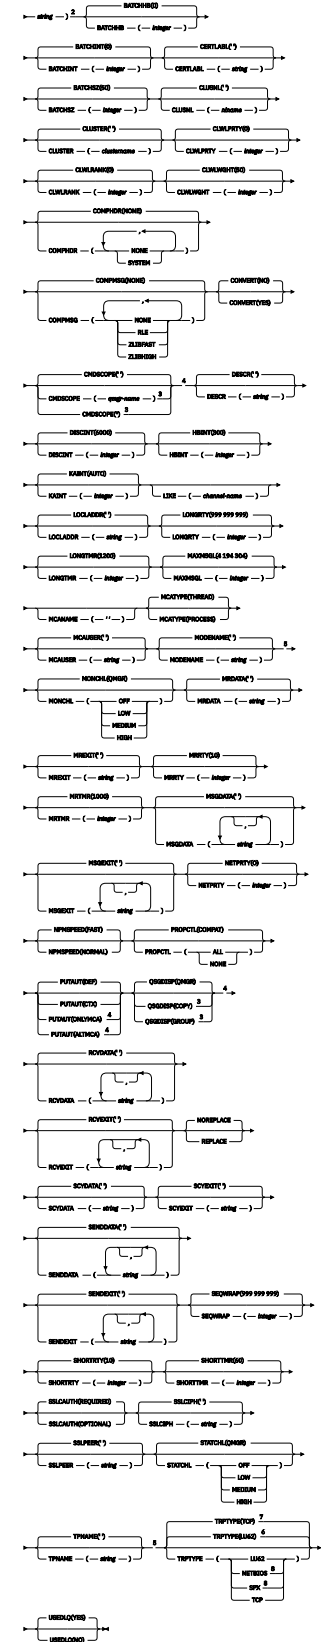 string ) 2 BATCHHB(0)
BATCHHB — ( — integer — )
BATCHINT(0) CERTLABL(' ')
BATCHINT — ( — integer — ) CERTLABL — ( — string — )
BATCHSZ(50) CLUSNL(' ')
BATCHSZ — ( — integer — ) CLUSNL — ( — nlname — )
CLUSTER(' ') CLWLPRTY(0)
CLUSTER — ( — clustername — ) CLWLPRTY — ( — integer — )
CLWLRANK(0) CLWLWGHT(50)
CLWLRANK — ( — integer — ) CLWLWGHT — ( — integer — )
COMPHDR(NONE)
,
COMPHDR — ( NONE )
SYSTEM
COMPMSG(NONE) CONVERT(NO)
, CONVERT(YES)
COMPMSG — ( NONE )
RLE
ZLIBFAST
ZLIBHIGH
CMDSCOPE(' ') 4 DESCR(' ')
CMDSCOPE — ( — qmgr-name — ) 3 DESCR — ( — string — )
CMDSCOPE(*) 3
DISCINT(6000) HBINT(300)
DISCINT — ( — integer — ) HBINT — ( — integer — )
KAINT(AUTO)
KAINT — ( — integer — ) LIKE — ( — channel-name — )
LOCLADDR(' ') LONGRTY(999 999 999)
LOCLADDR — ( — string — ) LONGRTY — ( — integer — )
LONGTMR(1200) MAXMSGL(4 194 304)
LONGTMR — ( — integer — ) MAXMSGL — ( — integer — )
MCATYPE(THREAD)
MCANAME — ( — ' ' — ) MCATYPE(PROCESS)
MCAUSER(' ') MODENAME(' ') 5
MCAUSER — ( — string — ) MODENAME — ( — string — )
MONCHL(QMGR) MRDATA(' ')
MONCHL — ( OFF ) MRDATA — ( — string — )
LOW
MEDIUM
HIGH
MREXIT(' ') MRRTY(10)
MREXIT — ( — string — ) MRRTY — ( — integer — )
MRTMR(1000) MSGDATA(' ')
MRTMR — ( — integer — ) ,
MSGDATA — ( string )
MSGEXIT(' ') NETPRTY(0)
, NETPRTY — ( — integer — )
MSGEXIT — ( string )
NPMSPEED(FAST) PROPCTL(COMPAT)
NPMSPEED(NORMAL) PROPCTL — ( ALL )
NONE
PUTAUT(DEF) QSGDISP(QMGR) 4
PUTAUT(CTX) QSGDISP(COPY) 3
PUTAUT(ONLYMCA) 4 QSGDISP(GROUP) 3
PUTAUT(ALTMCA) 4
RCVDATA(' ')
,
RCVDATA — ( string )
RCVEXIT(' ') NOREPLACE
, REPLACE
RCVEXIT — ( string )
SCYDATA(' ') SCYEXIT(' ')
SCYDATA — ( — string — ) SCYEXIT — ( — string — )
SENDDATA(' ')
,
SENDDATA — ( string )
SENDEXIT(' ') SEQWRAP(999 999 999)
, SEQWRAP — ( — integer — )
SENDEXIT — ( string )
SHORTRTY(10) SHORTTMR(60)
SHORTRTY — ( — integer — ) SHORTTMR — ( — integer — )
SSLCAUTH(REQUIRED) SSLCIPH(' ')
SSLCAUTH(OPTIONAL) SSLCIPH — ( — string — )
SSLPEER(' ') STATCHL(QMGR)
SSLPEER — ( — string — ) STATCHL — ( OFF )
LOW
MEDIUM
HIGH
TRPTYPE(TCP) 7
TPNAME(' ') 5 TRPTYPE(LU62) 6
TPNAME — ( — string — ) TRPTYPE — ( LU62 )
NETBIOS 8
SPX 8
TCP
USEDLQ(YES)
USEDLQ(NO)